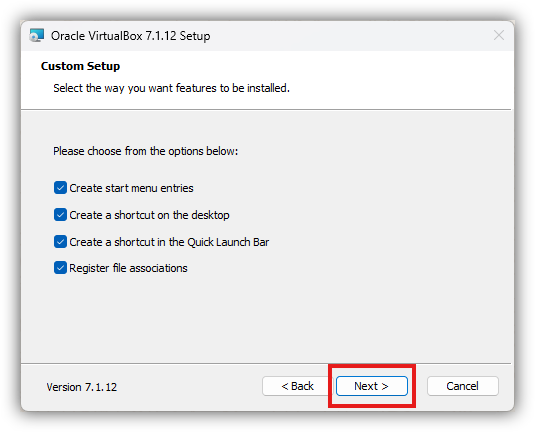 Oracle VirtualBox 7.1.12 Setup
Custom Setup
Select the way you want features to be installed.
Please choose from the options below:
Create start menu entries
Create a shortcut on the desktop
Create a shortcut in the Quick Launch Bar
Register file associations
Version 7.1.12
< Back
Next >
Cancel